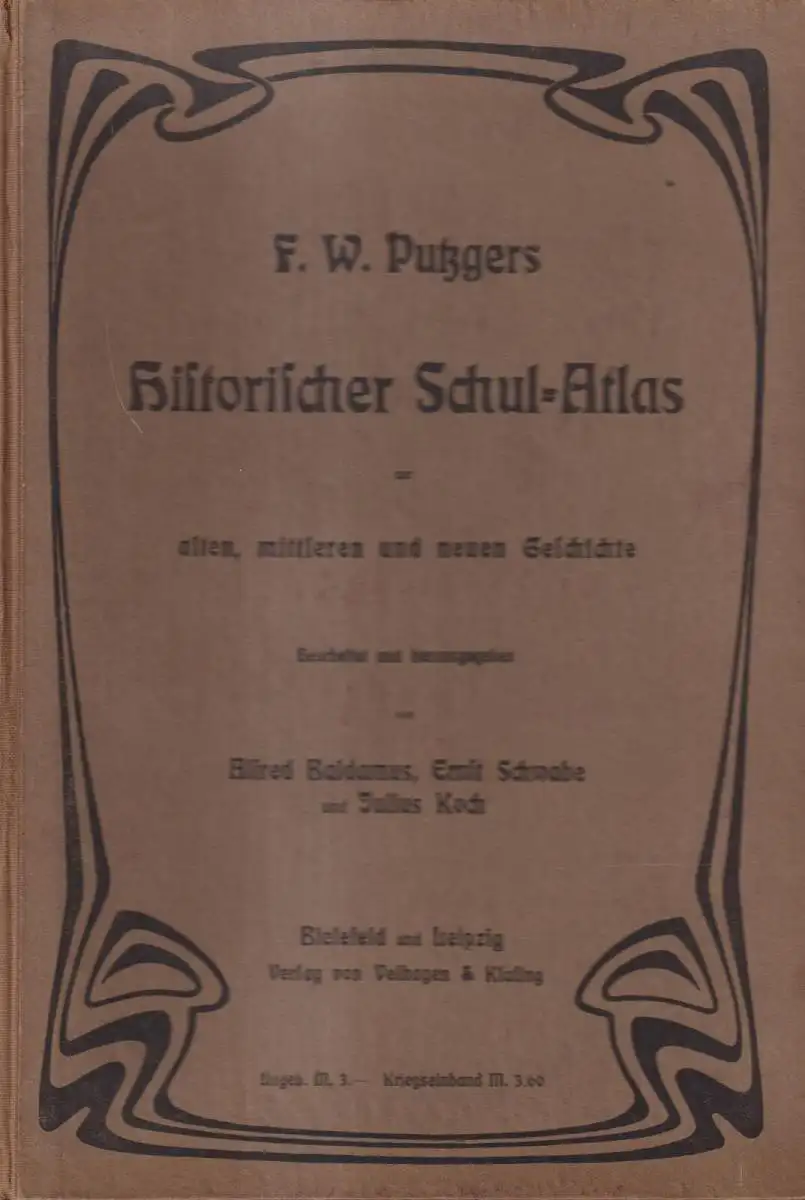 F. W. Putzgers
Historischer Schul-Atlas
zur
alten, mittleren und neuen Geschichte
Bearbeitet und herausgegeben
von
Alfred Baldamus, Ernst Schwabe
und Julius Koch
Bielefeld und Leipzig
Verlag von Velhagen & Klasing
M. 3.— Kriegseinband M. 3.60